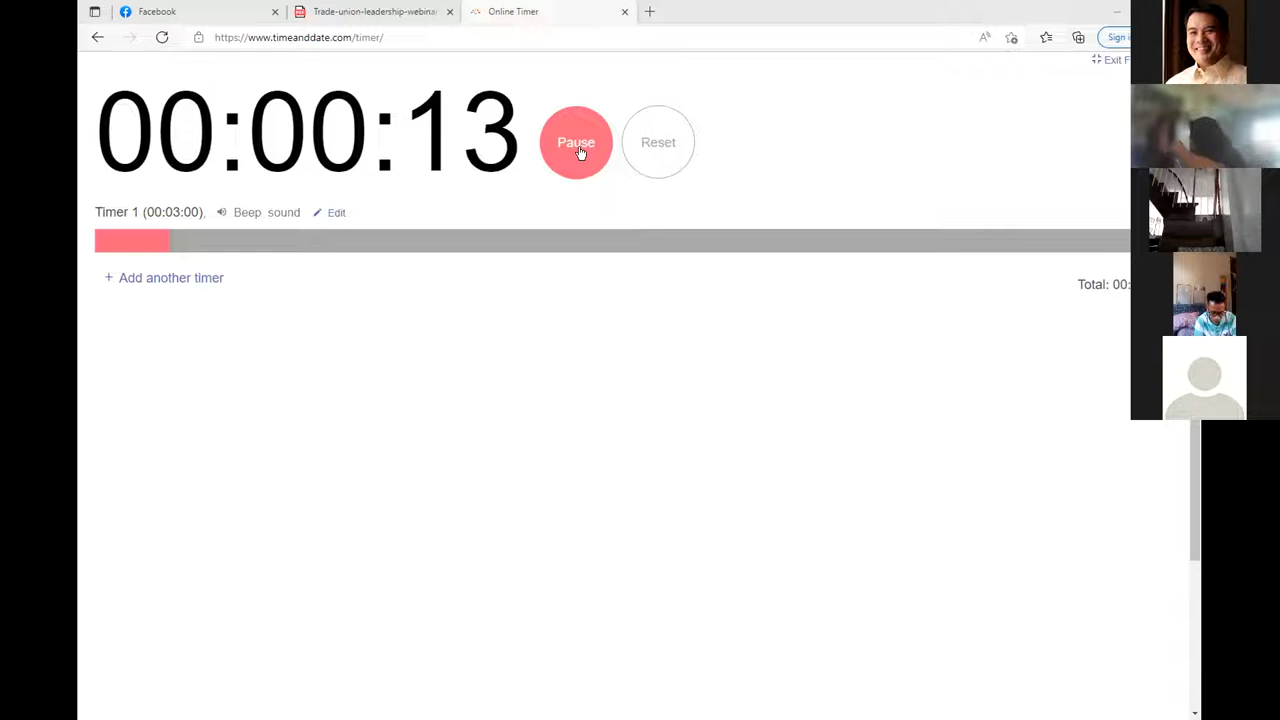 Facebook
Trade-union-leadership-webina
Online Timer
https://www.timeanddate.com/timer/
Sign i
Exit F
00:00:13
Pause
Reset
Timer 1 (00:03:00),
Beep sound
Edit
+ Add another timer
Total: 00: